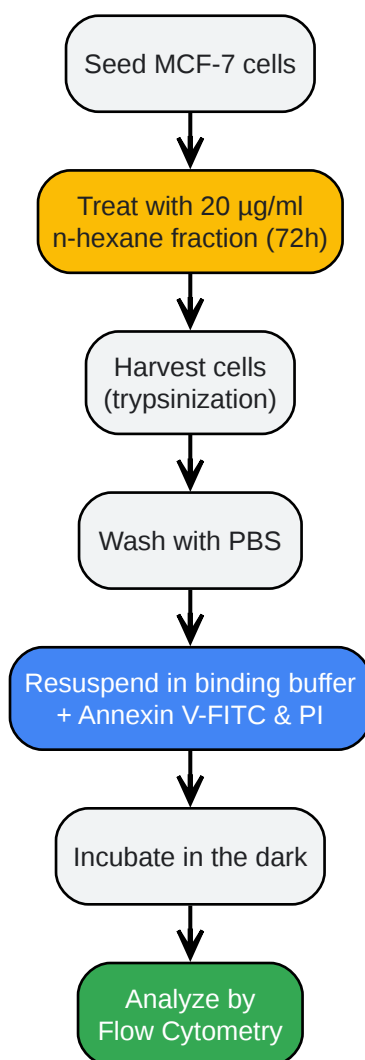 Seed MCF-7 cells
Treat with 20 µg/ml
n-hexane fraction (72h)
Harvest cells
(trypsinization)
Wash with PBS
Resuspend in binding buffer
+ Annexin V-FITC & PI
Incubate in the dark
Analyze by
Flow Cytometry